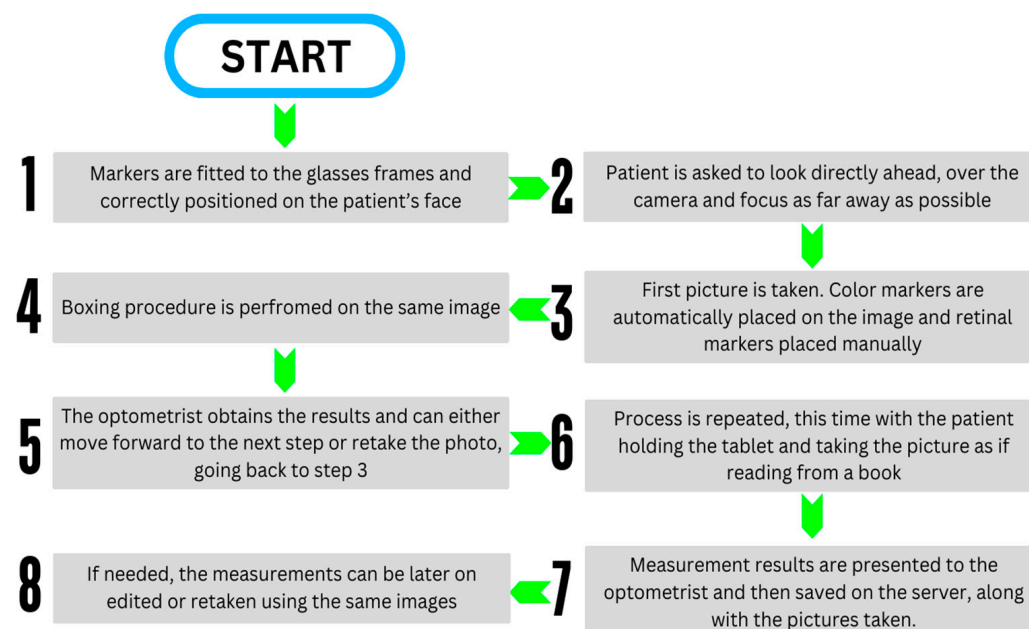 START
1
Markers are fitted to the glasses frames and
correctly positioned on the patient's face
2
Patient is asked to look directly ahead, over the
camera and focus as far away as possible
3
First picture is taken. Color markers are
automatically placed on the image and retinal
markers placed manually
4
Boxing procedure is perfromed on the same image
5
The optometrist obtains the results and can either
move forward to the next step or retake the photo,
going back to step 3
6
Process is repeated, this time with the patient
holding the tablet and taking the picture as if
reading from a book
7
Measurement results are presented to the
optometrist and then saved on the server, along
with the pictures taken.
8
If needed, the measurements can be later on
edited or retaken using the same images